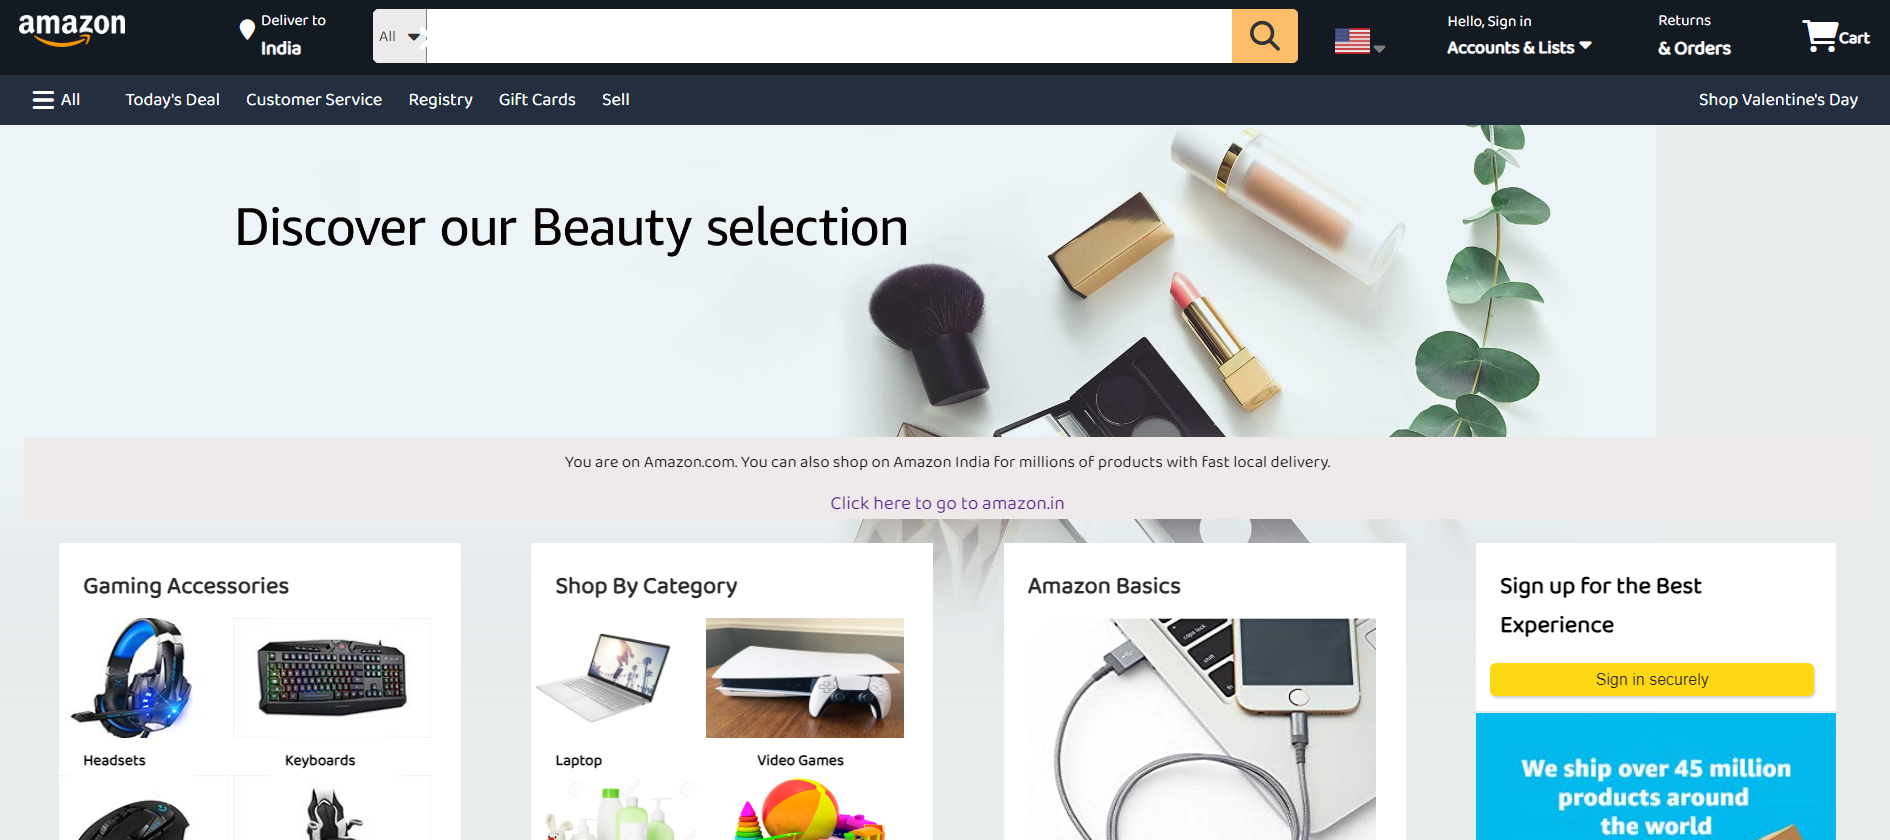 amazon
Deliver to
India
All
Hello, Sign in
Accounts & Lists
Returns
& Orders
Cart
All
Today's Deal
Customer Service
Registry
Gift Cards
Sell
Shop Valentine's Day
Discover our Beauty selection
You are on Amazon.com. You can also shop on Amazon India for millions of products with fast local delivery.
Click here to go to amazon.in
Gaming Accessories
Headsets
Keyboards
Shop By Category
Laptop
Video Games
Amazon Basics
caps lock
shift
Sign up for the Best
Experience
Sign in securely
We ship over 45 million
products around
the world